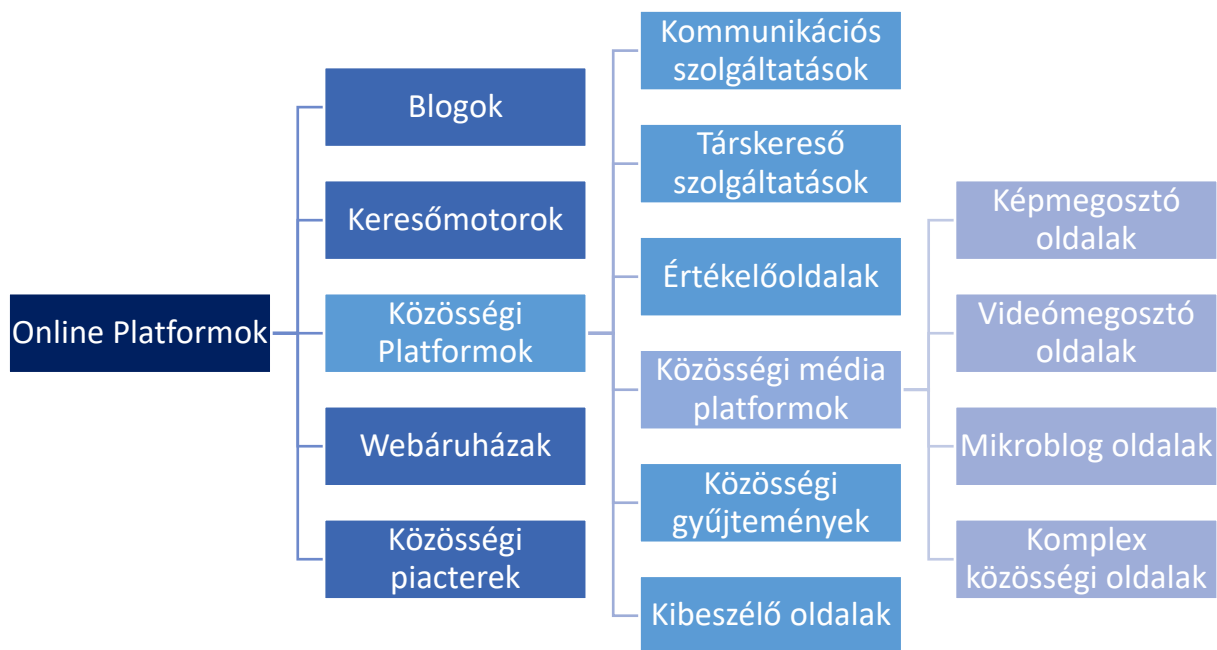 Online Platformok
Blogok
Keresőmotorok
Közösségi
Platformok
Webáruházak
Közösségi
piacterek
Kommunikációs
szolgáltatások
Társkereső
szolgáltatások
Értékelőoldalak
Közösségi média
platformok
Közösségi
gyűjtemények
Kibeszélő oldalak
Képmegosztó
oldalak
Videómegosztó
oldalak
Mikroblog oldalak
Komplex
közösségi oldalak